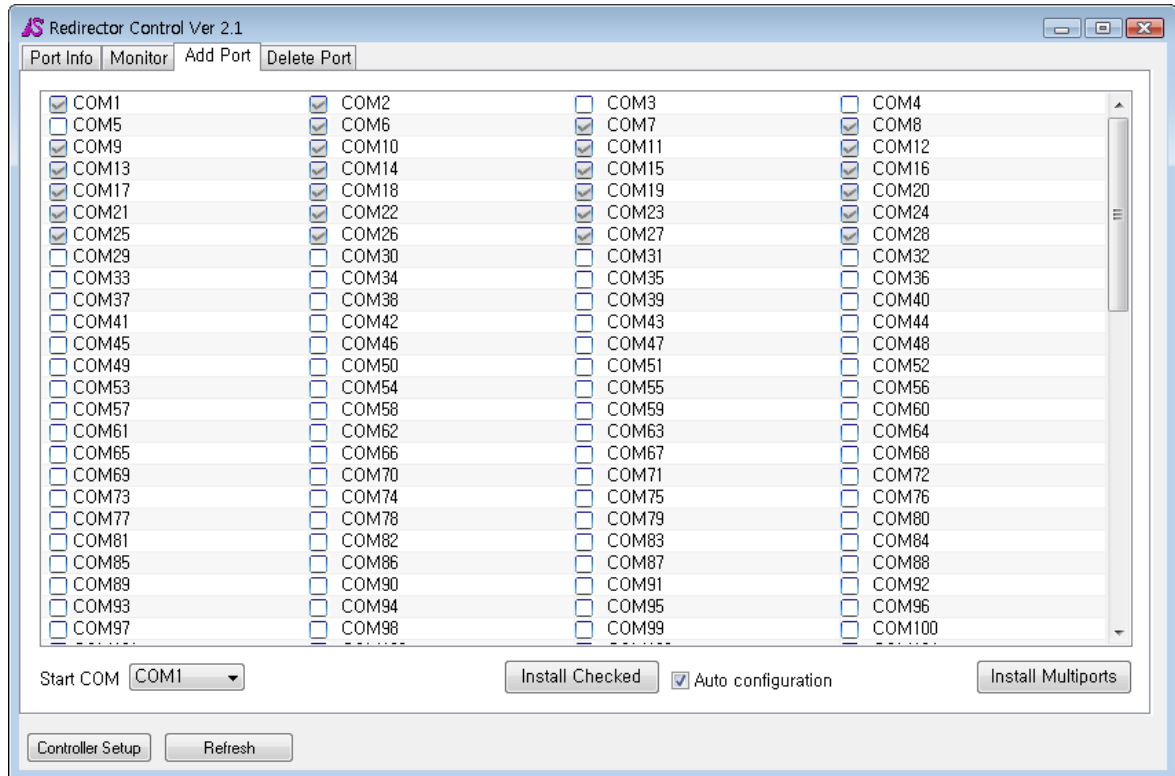 Redirector Control Ver 2.1
Port Info Monitor Add Port Delete Port
COM1 COM2 COM3 COM4
COM5 COM6 COM7 COM8
COM9 COM10 COM11 COM12
COM13 COM14 COM15 COM16
COM17 COM18 COM19 COM20
COM21 COM22 COM23 COM24
COM25 COM26 COM27 COM28
COM29 COM30 COM31 COM32
COM33 COM34 COM35 COM36
COM37 COM38 COM39 COM40
COM41 COM42 COM43 COM44
COM45 COM46 COM47 COM48
COM49 COM50 COM51 COM52
COM53 COM54 COM55 COM56
COM57 COM58 COM59 COM60
COM61 COM62 COM63 COM64
COM65 COM66 COM67 COM68
COM69 COM70 COM71 COM72
COM73 COM74 COM75 COM76
COM77 COM78 COM79 COM80
COM81 COM82 COM83 COM84
COM85 COM86 COM87 COM88
COM89 COM90 COM91 COM92
COM93 COM94 COM95 COM96
COM97 COM98 COM99 COM100
Start COM COM1 Install Checked Auto configuration Install Multiports
Controller Setup Refresh